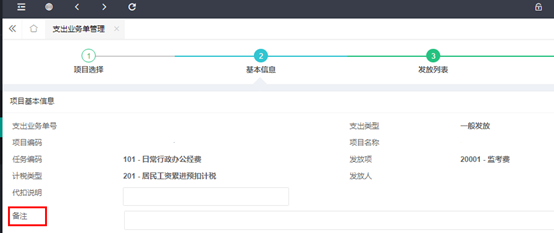 支出业务单管理
1 2 3
项目选择 基本信息 发放列表
项目基本信息
支出业务单号 支出类型 一般发放
项目编码 项目名称
任务编码 101 - 日常行政办公经费 发放项 20001 - 监考费
计税类型 201 - 居民工资累进预扣计税 发放人
代扣说明
备注